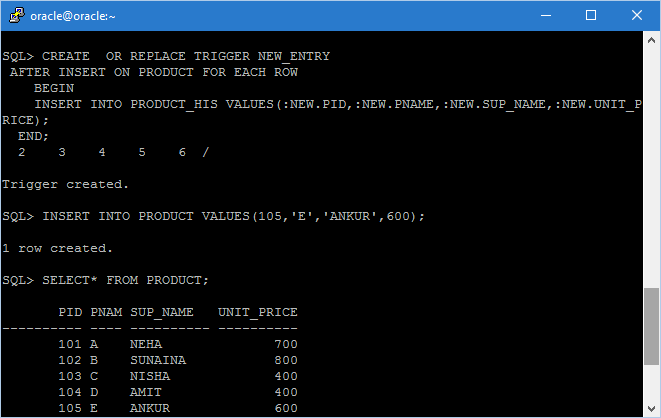 oracle@oracle:~
SQL> CREATE  OR REPLACE TRIGGER NEW_ENTRY
 AFTER INSERT ON PRODUCT FOR EACH ROW
    BEGIN
    INSERT INTO PRODUCT_HIS VALUES(:NEW.PID,:NEW.PNAME,:NEW.SUP_NAME,:NEW.UNIT_P
RICE);
  END;
  2    3    4    5    6  /
Trigger created.
SQL> INSERT INTO PRODUCT VALUES(105,'E','ANKUR',600);
1 row created.
SQL> SELECT* FROM PRODUCT;
       PID PNAM SUP_NAME   UNIT_PRICE
---------- ---- ---------- ----------
       101 A    NEHA              700
       102 B    SUNAINA           800
       103 C    NISHA             400
       104 D    AMIT              400
       105 E    ANKUR             600